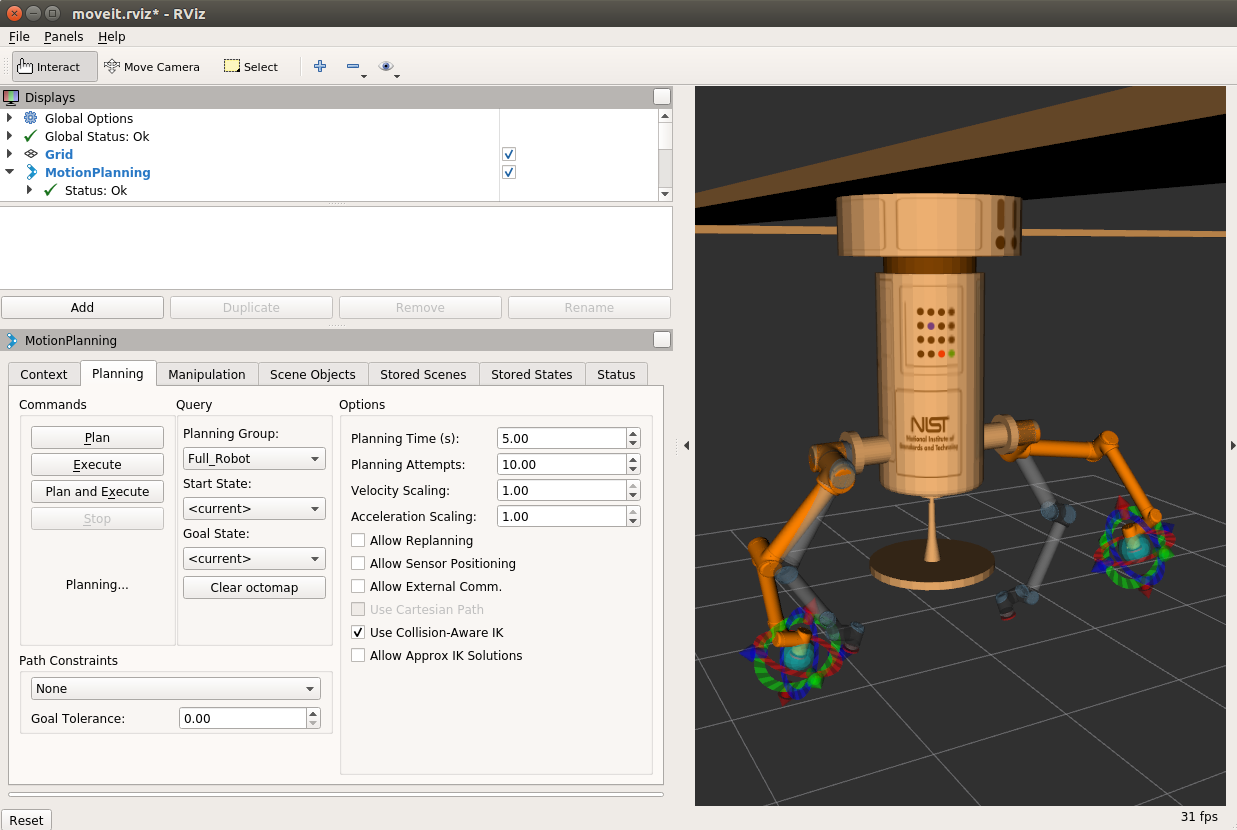 moveit.rviz* - RViz
File Panels Help
Interact Move Camera Select
Displays
Global Options
Global Status: Ok
Grid
MotionPlanning
Status: Ok
Add Duplicate Remove Rename
MotionPlanning
Context Planning Manipulation Scene Objects Stored Scenes Stored States Status
Commands
Plan
Execute
Plan and Execute
Stop
Planning...
Query
Planning Group:
Full_Robot
Start State:
<current>
Goal State:
<current>
Clear octomap
Path Constraints
None
Goal Tolerance: 0.00
Options
Planning Time (s): 5.00
Planning Attempts: 10.00
Velocity Scaling: 1.00
Acceleration Scaling: 1.00
Allow Replanning
Allow Sensor Positioning
Allow External Comm.
Use Cartesian Path
Use Collision-Aware IK
Allow Approx IK Solutions
NIST
National Institute of
Standards and Technology
Reset
31 fps